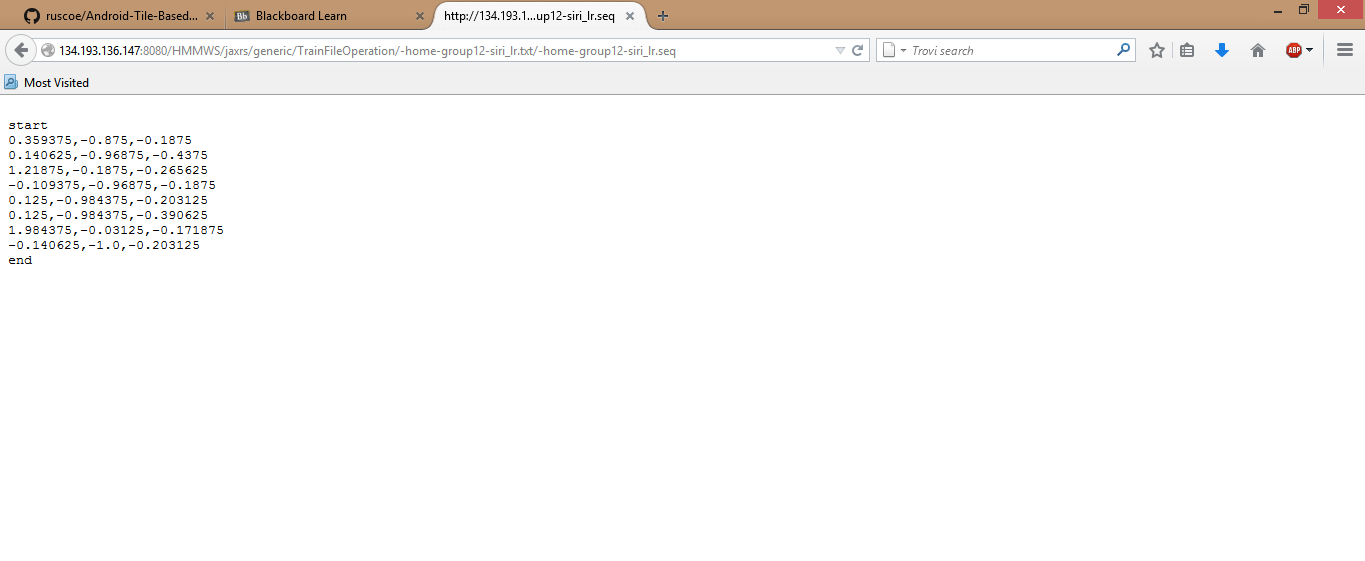 ruscoe/Android-Tile-Based...
Bb Blackboard Learn
http://134.193.1...up12-siri_lr.seq
134.193.136.147:8080/HMMWS/jaxrs/generic/TrainFileOperation/-home-group12-siri_lr.txt/-home-group12-siri_lr.seq
Trovi search
ABP
Most Visited
start
0.359375,-0.875,-0.1875
0.140625,-0.96875,-0.4375
1.21875,-0.1875,-0.265625
-0.109375,-0.96875,-0.1875
0.125,-0.984375,-0.203125
0.125,-0.984375,-0.390625
1.984375,-0.03125,-0.171875
-0.140625,-1.0,-0.203125
end